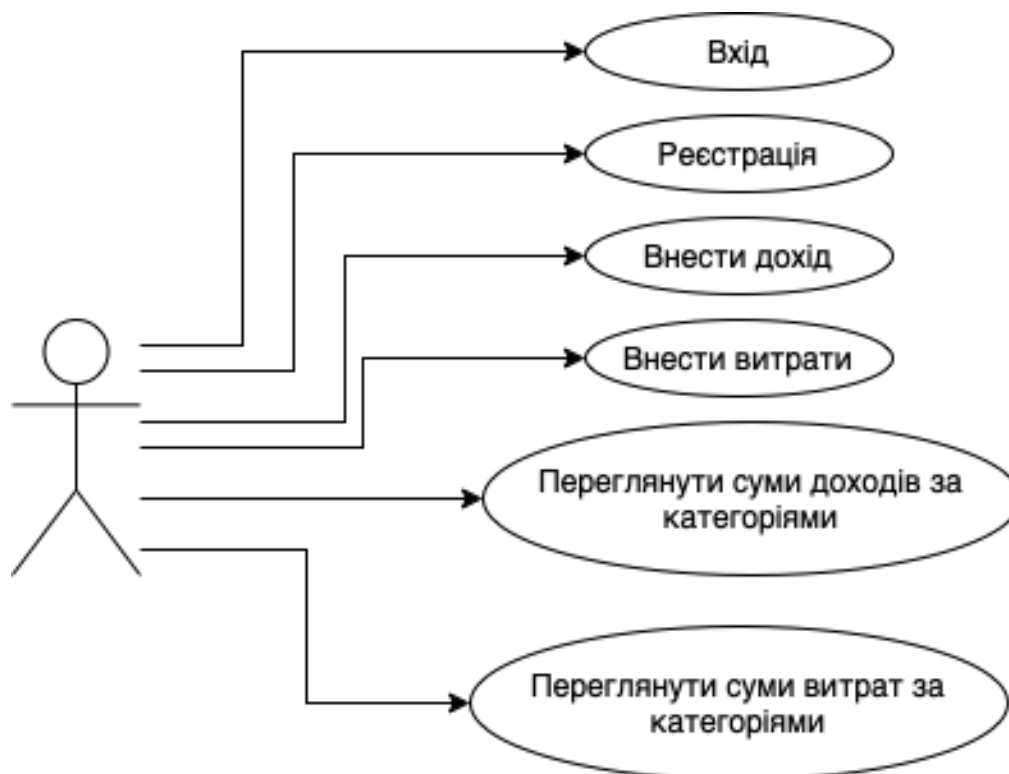 Вхід
Реєстрація
Внести дохід
Внести витрати
Переглянути суми доходів за
категоріями
Переглянути суми витрат за
категоріями